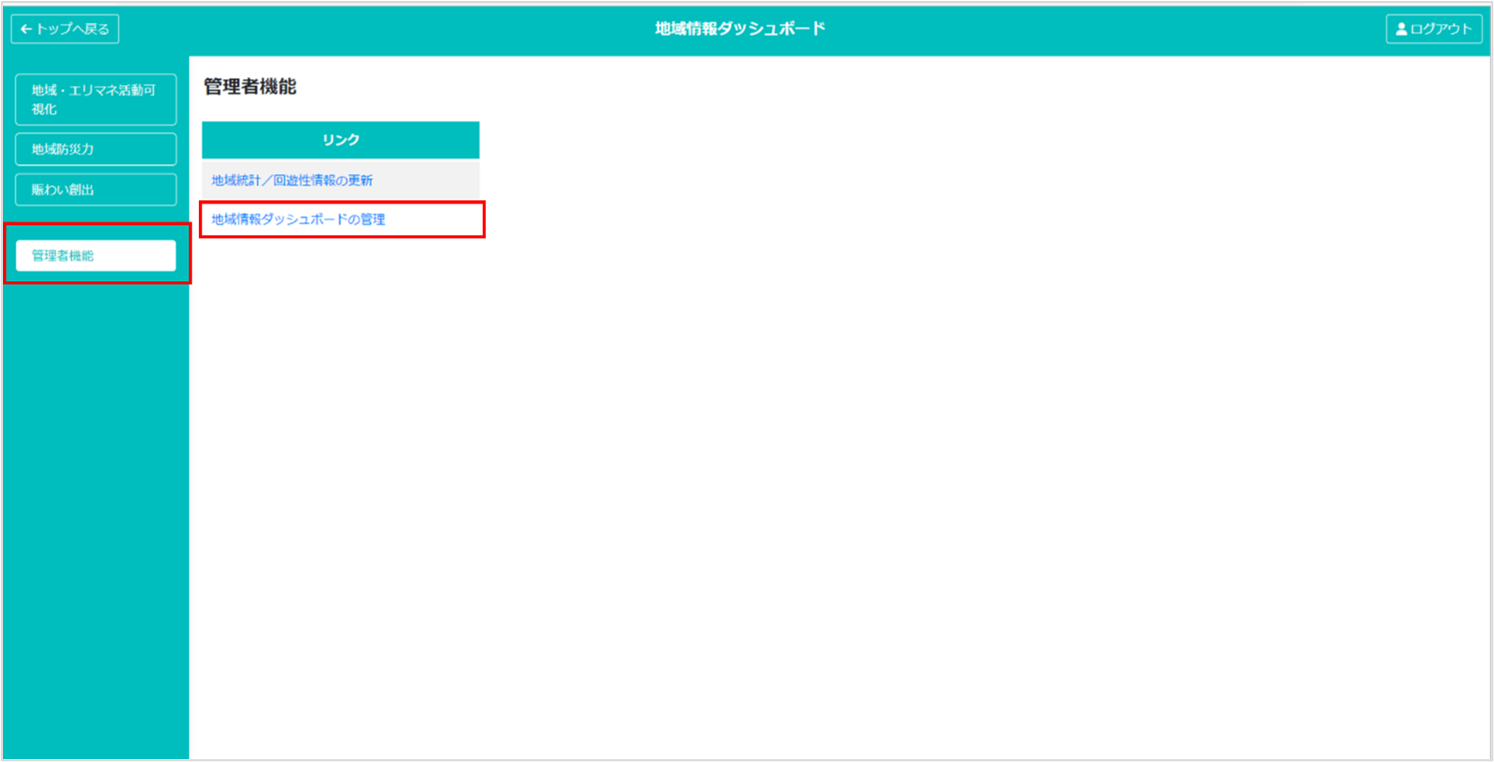 トップへ戻る
地域情報ダッシュボード
ログアウト
地域・エリマネ活動可
視化
地域防災力
賑わい創出
管理者機能
管理者機能
リンク
地域統計／回遊性情報の更新
地域情報ダッシュボードの管理